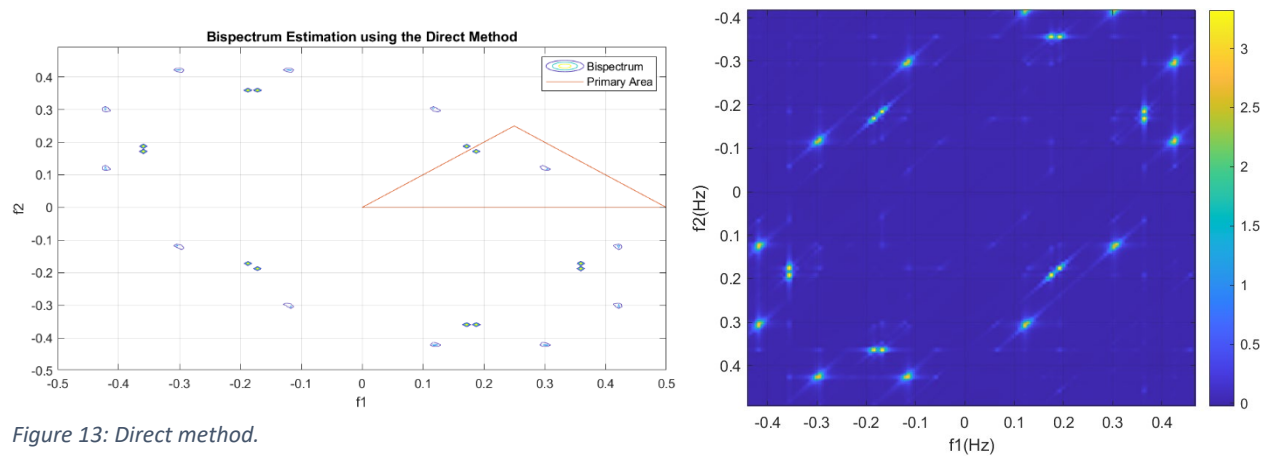 Bispectrum Estimation using the Direct Method
Bispectrum
Primary Area
0.4
0.3
0.2
0.1
0
-0.1
-0.2
-0.3
-0.4
-0.5
f2
-0.5 -0.4 -0.3 -0.2 -0.1 0 0.1 0.2 0.3 0.4 0.5
f1
Figure 13: Direct method.
-0.4
-0.3
-0.2
-0.1
0
0.1
0.2
0.3
0.4
f2(Hz)
-0.4 -0.3 -0.2 -0.1 0 0.1 0.2 0.3 0.4
f1(Hz)
3
2.5
2
1.5
1
0.5
0